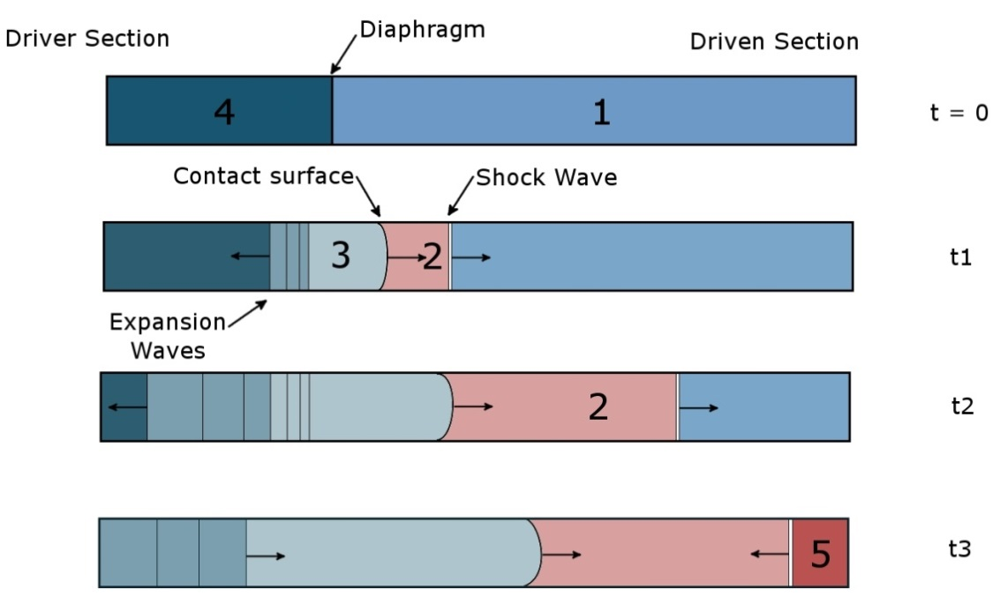 Diaphragm
Driver Section
Driven Section
4
1
t = 0
Contact surface
Shock Wave
3
2
t1
Expansion
Waves
2
t2
5
t3